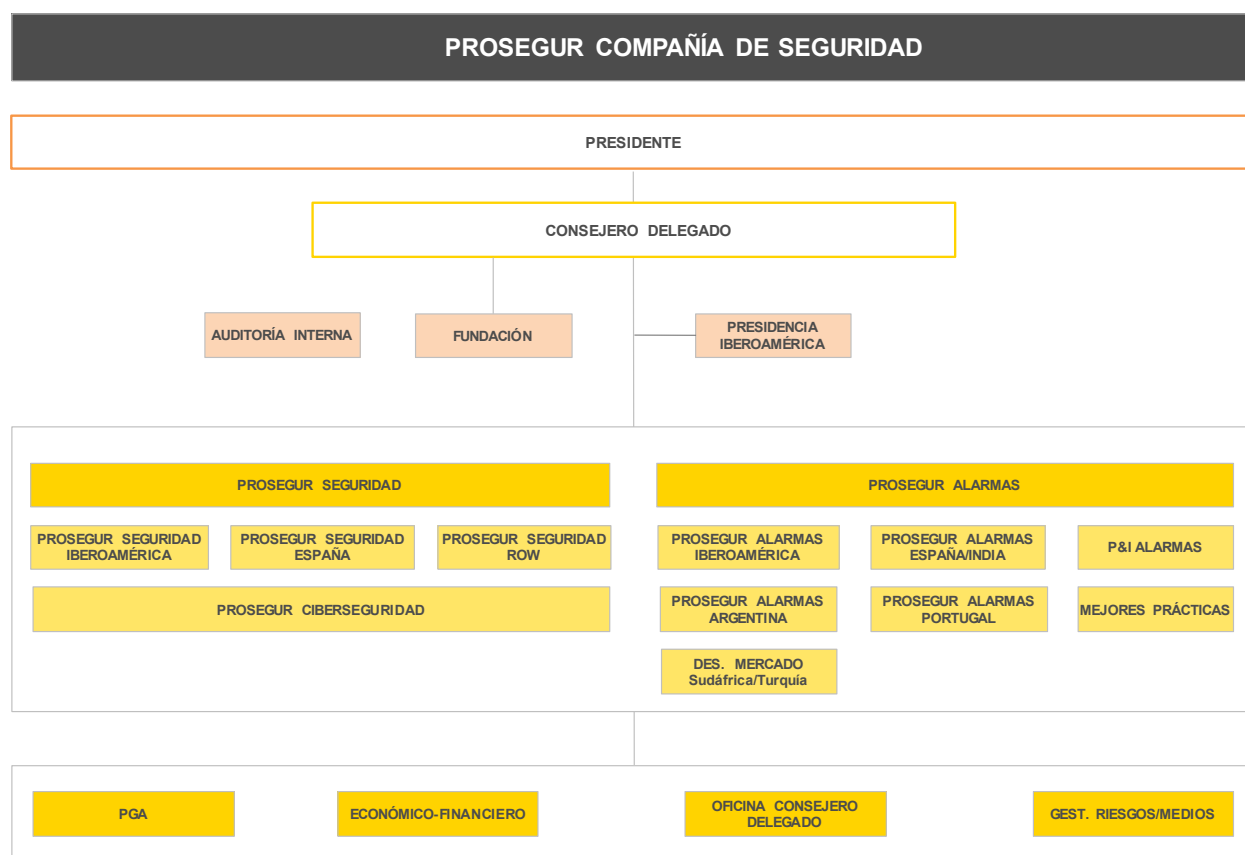 PROSEGUR COMPAÑÍA DE SEGURIDAD
PRESIDENTE
CONSEJERO DELEGADO
AUDITORÍA INTERNA
FUNDACIÓN
PRESIDENCIA
IBEROAMÉRICA
PROSEGUR SEGURIDAD
PROSEGUR ALARMAS
PROSEGUR SEGURIDAD
IBEROAMÉRICA
PROSEGUR SEGURIDAD
ESPAÑA
PROSEGUR SEGURIDAD
ROW
PROSEGUR ALARMAS
IBEROAMÉRICA
PROSEGUR ALARMAS
ESPAÑA/INDIA
P&I ALARMAS
PROSEGUR CIBERSEGURIDAD
PROSEGUR ALARMAS
ARGENTINA
PROSEGUR ALARMAS
PORTUGAL
MEJORES PRÁCTICAS
DES. MERCADO
Sudáfrica/Turquía
PGA
ECONÓMICO-FINANCIERO
OFICINA CONSEJERO
DELEGADO
GEST. RIESGOS/MEDIOS